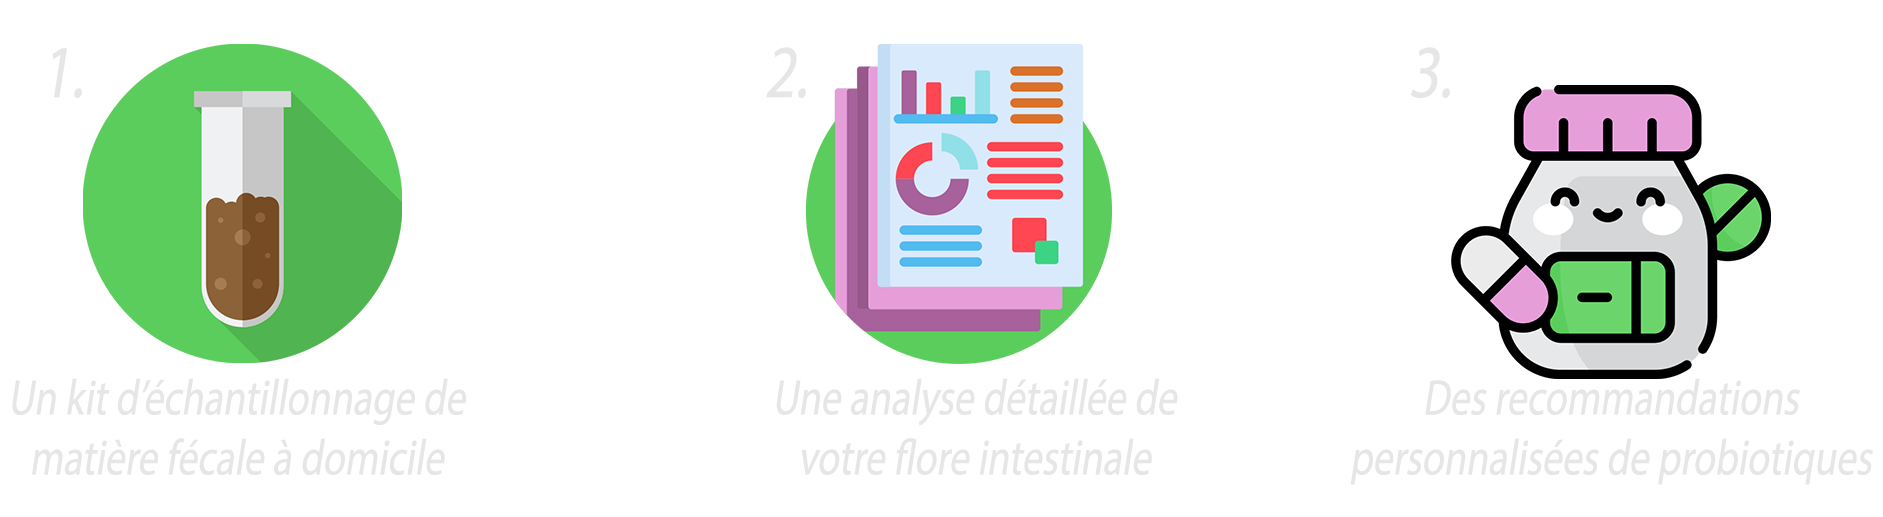 1.
Un kit d’échantillonnage de
matière fécale à domicile
2.
Une analyse détaillée de
votre flore intestinale
3.
Des recommandations
personnalisées de probiotiques